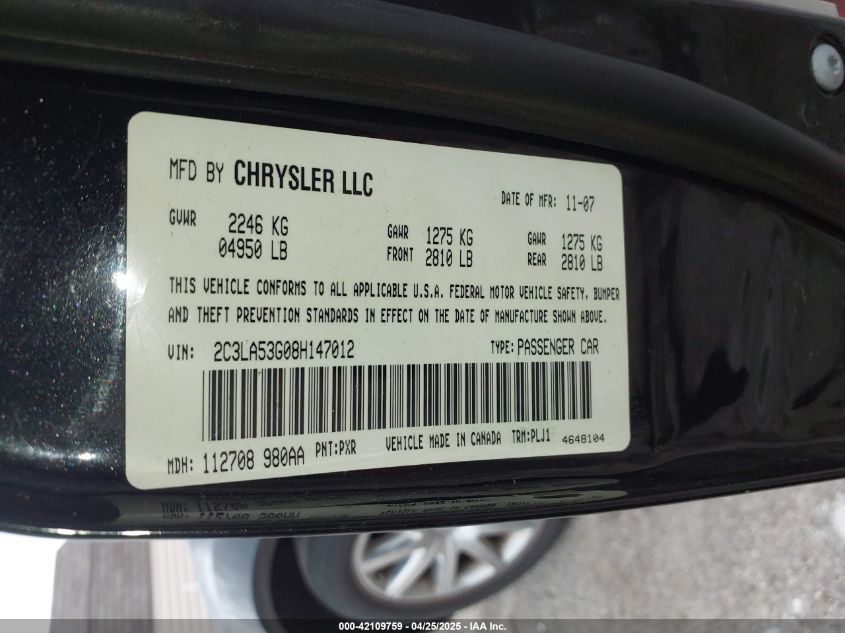 MFD BY CHRYSLER LLC
DATE OF MFR: 11-07
GVWR 2246 KG
04950 LB
GAWR 1275 KG
FRONT 2810 LB
GAWR 1275 KG
REAR 2810 LB
THIS VEHICLE CONFORMS TO ALL APPLICABLE U.S.A. FEDERAL MOTOR VEHICLE SAFETY, BUMPER
AND THEFT PREVENTION STANDARDS IN EFFECT ON THE DATE OF MANUFACTURE SHOWN ABOVE.
VIN: 2C3LA53G08H147012 TYPE: PASSENGER CAR
MDH: 112708 980AA PNT:PXR VEHICLE MADE IN CANADA TRM:PLJ1 4648104
000-42109759 - 04/25/2025 - IAA Inc.